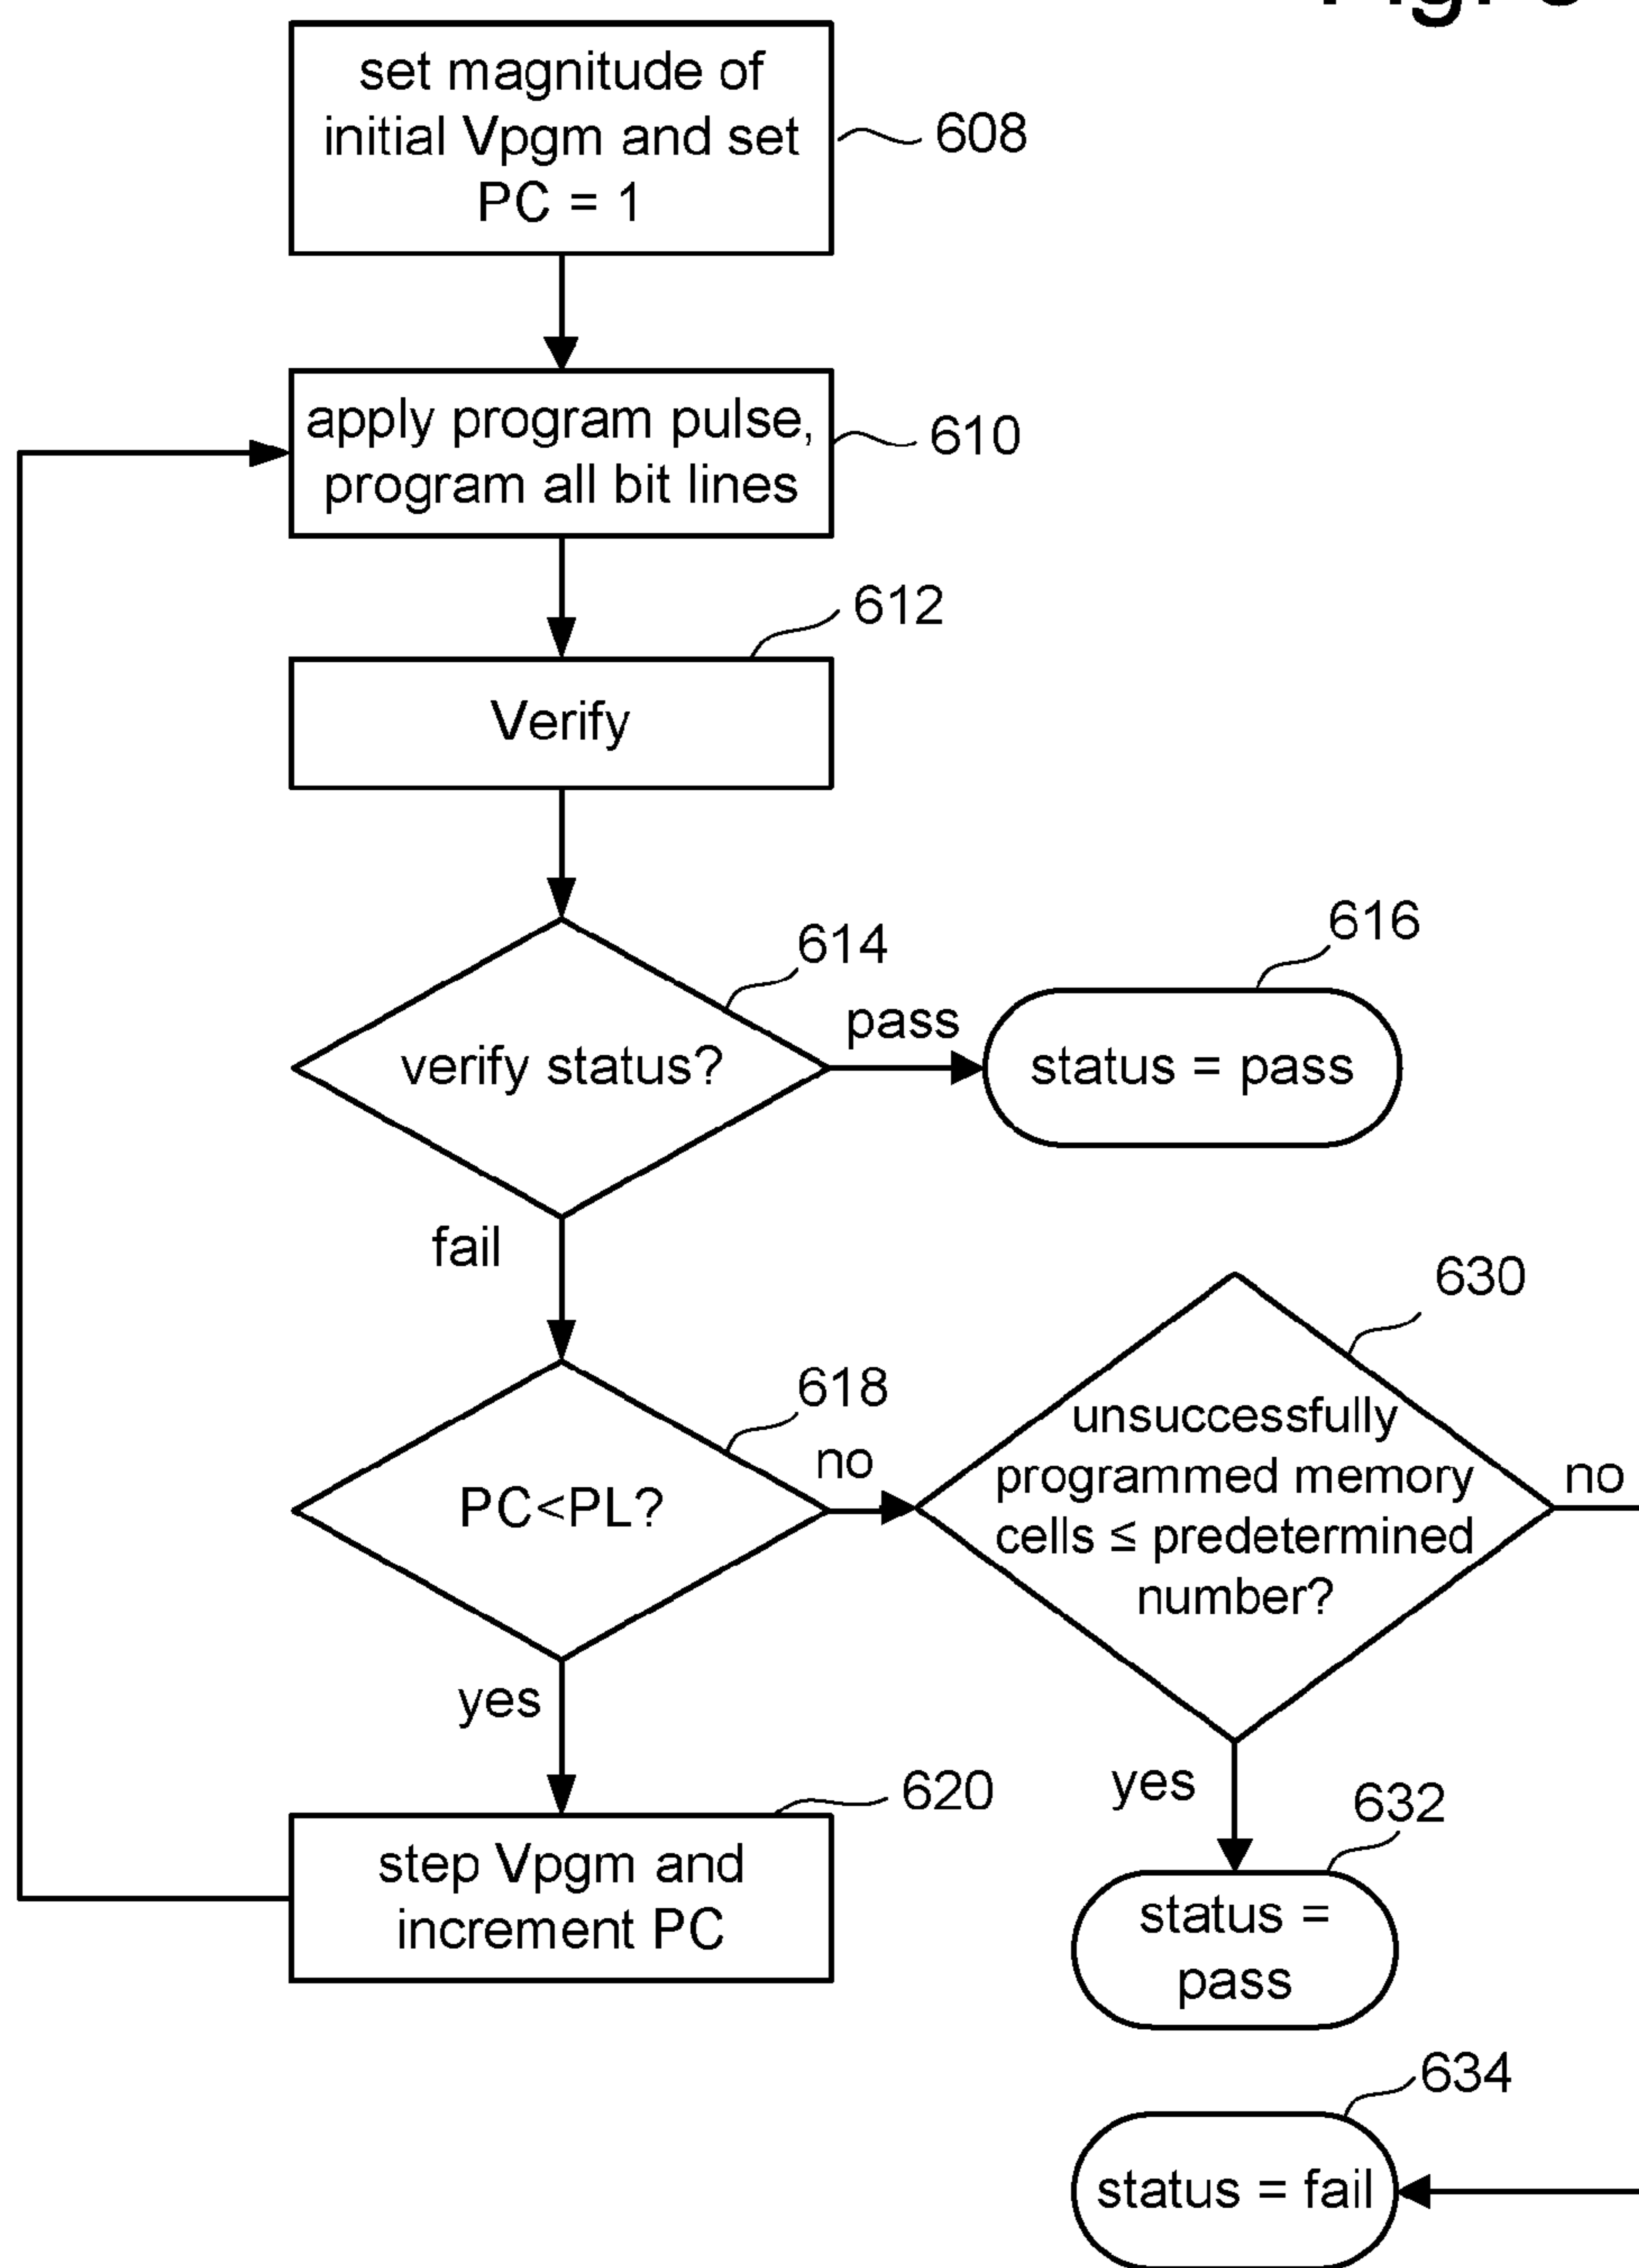 set magnitude of
initial Vpgm and set
PC = 1
608
apply program pulse,
program all bit lines
610
612
Verify
614
verify status?
pass
616
status = pass
fail
618
PC<PL?
no
630
unsuccessfully
programmed memory
cells ≤ predetermined
number?
no
yes
620
step Vpgm and
increment PC
yes
632
status =
pass
634
status = fail